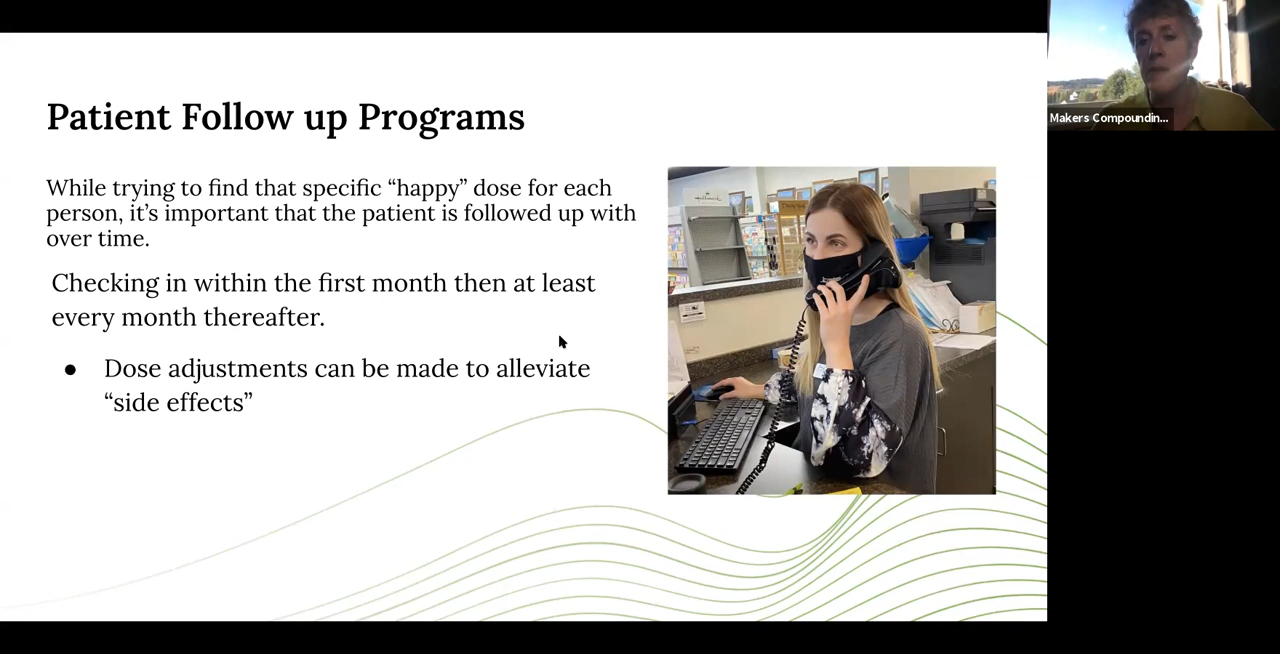 Patient Follow up Programs
While trying to find that specific “happy” dose for each
person, it’s important that the patient is followed up with
over time.
Checking in within the first month then at least
every month thereafter.
● Dose adjustments can be made to alleviate
“side effects”
Hallmark
Makers Compoundin...